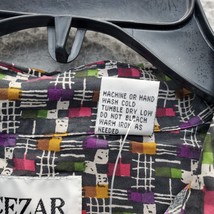 MACHINE OR HAND
WASH COLD
TUMBLE DRY LOW
DO NOT BLEACH
WARM IRON AS
NEEDED
EZAR